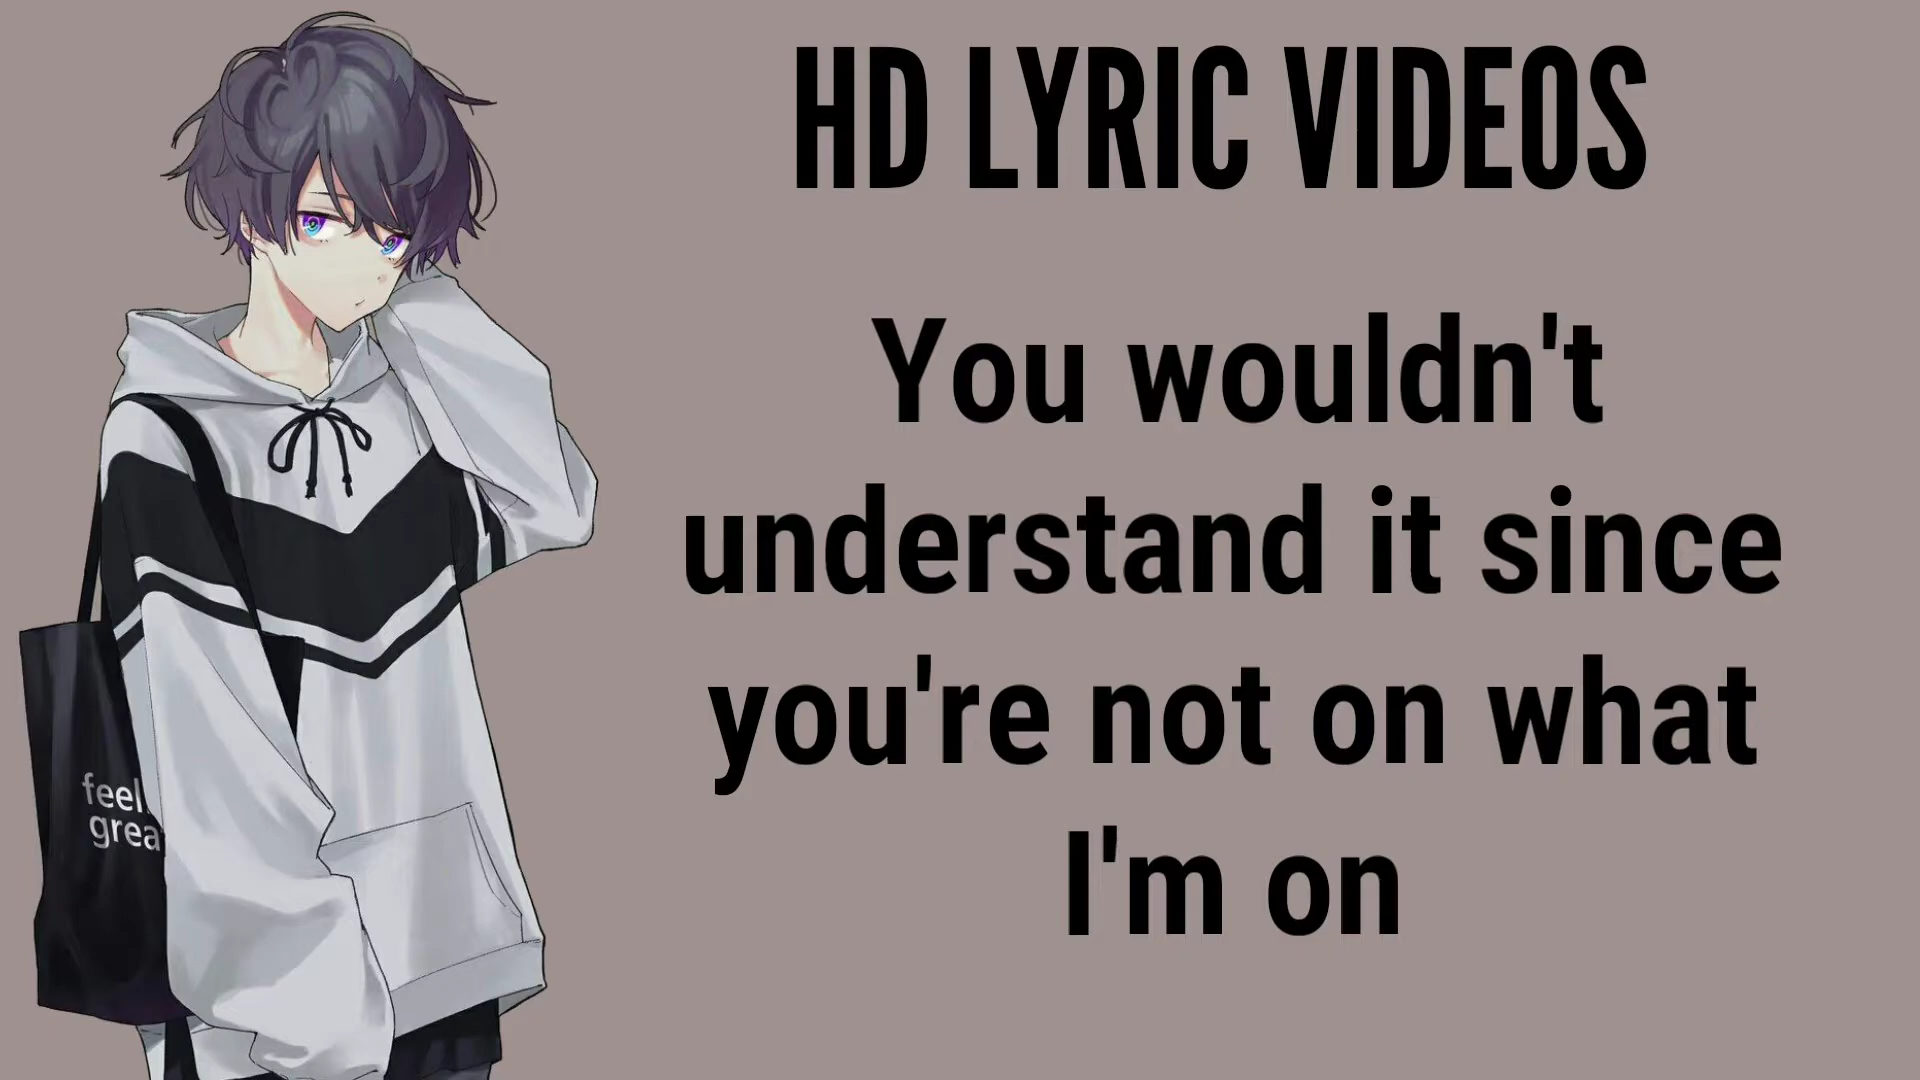 HD LYRIC VIDEOS
You wouldn't
understand it since
you're not on what
I'm on
feel
grea